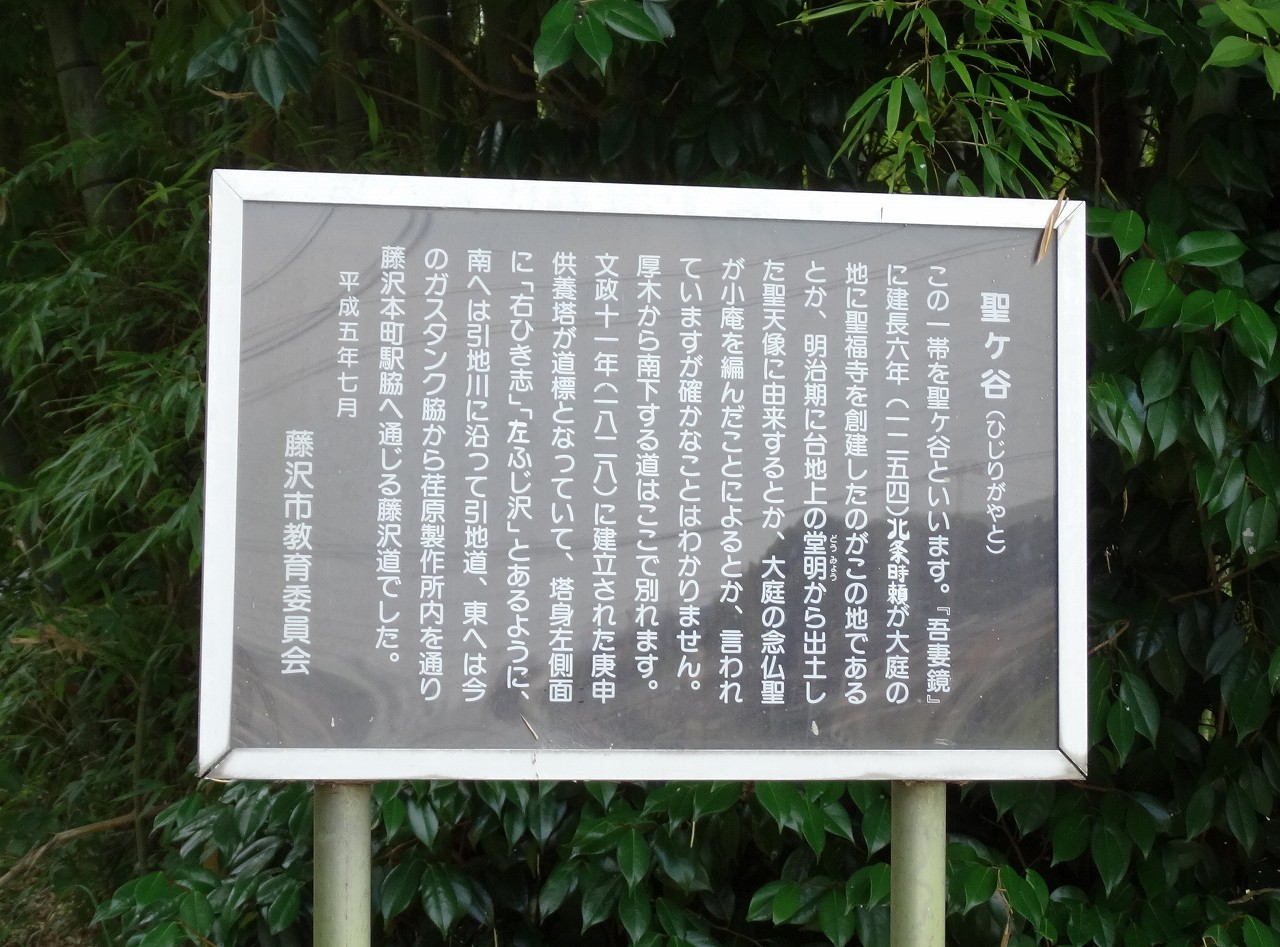 聖ケ谷（ひじりがやと）
この一帯を聖ケ谷といいます。『吾妻鏡』
に建長六年（一二五四）北条時頼が大庭の
地に聖福寺を創建したのがこの地である
とか、明治期に台地上の堂明から出土し
どうみょう
た聖天像に由来するとか、大庭の念仏聖
が小庵を編んだことによるとか、言われ
ていますが確かなことはわかりません。
厚木から南下する道はここで別れます。
文政十一年（一八二八）に建立された庚申
供養塔が道標となっていて、塔身左側面
に「右ひき志」「左ふじ沢」とあるように、
南へは引地川に沿って引地道、東へは今
のガスタンク脇から荏原製作所内を通り
藤沢本町駅脇へ通じる藤沢道でした。
平成五年七月
藤沢市教育委員会